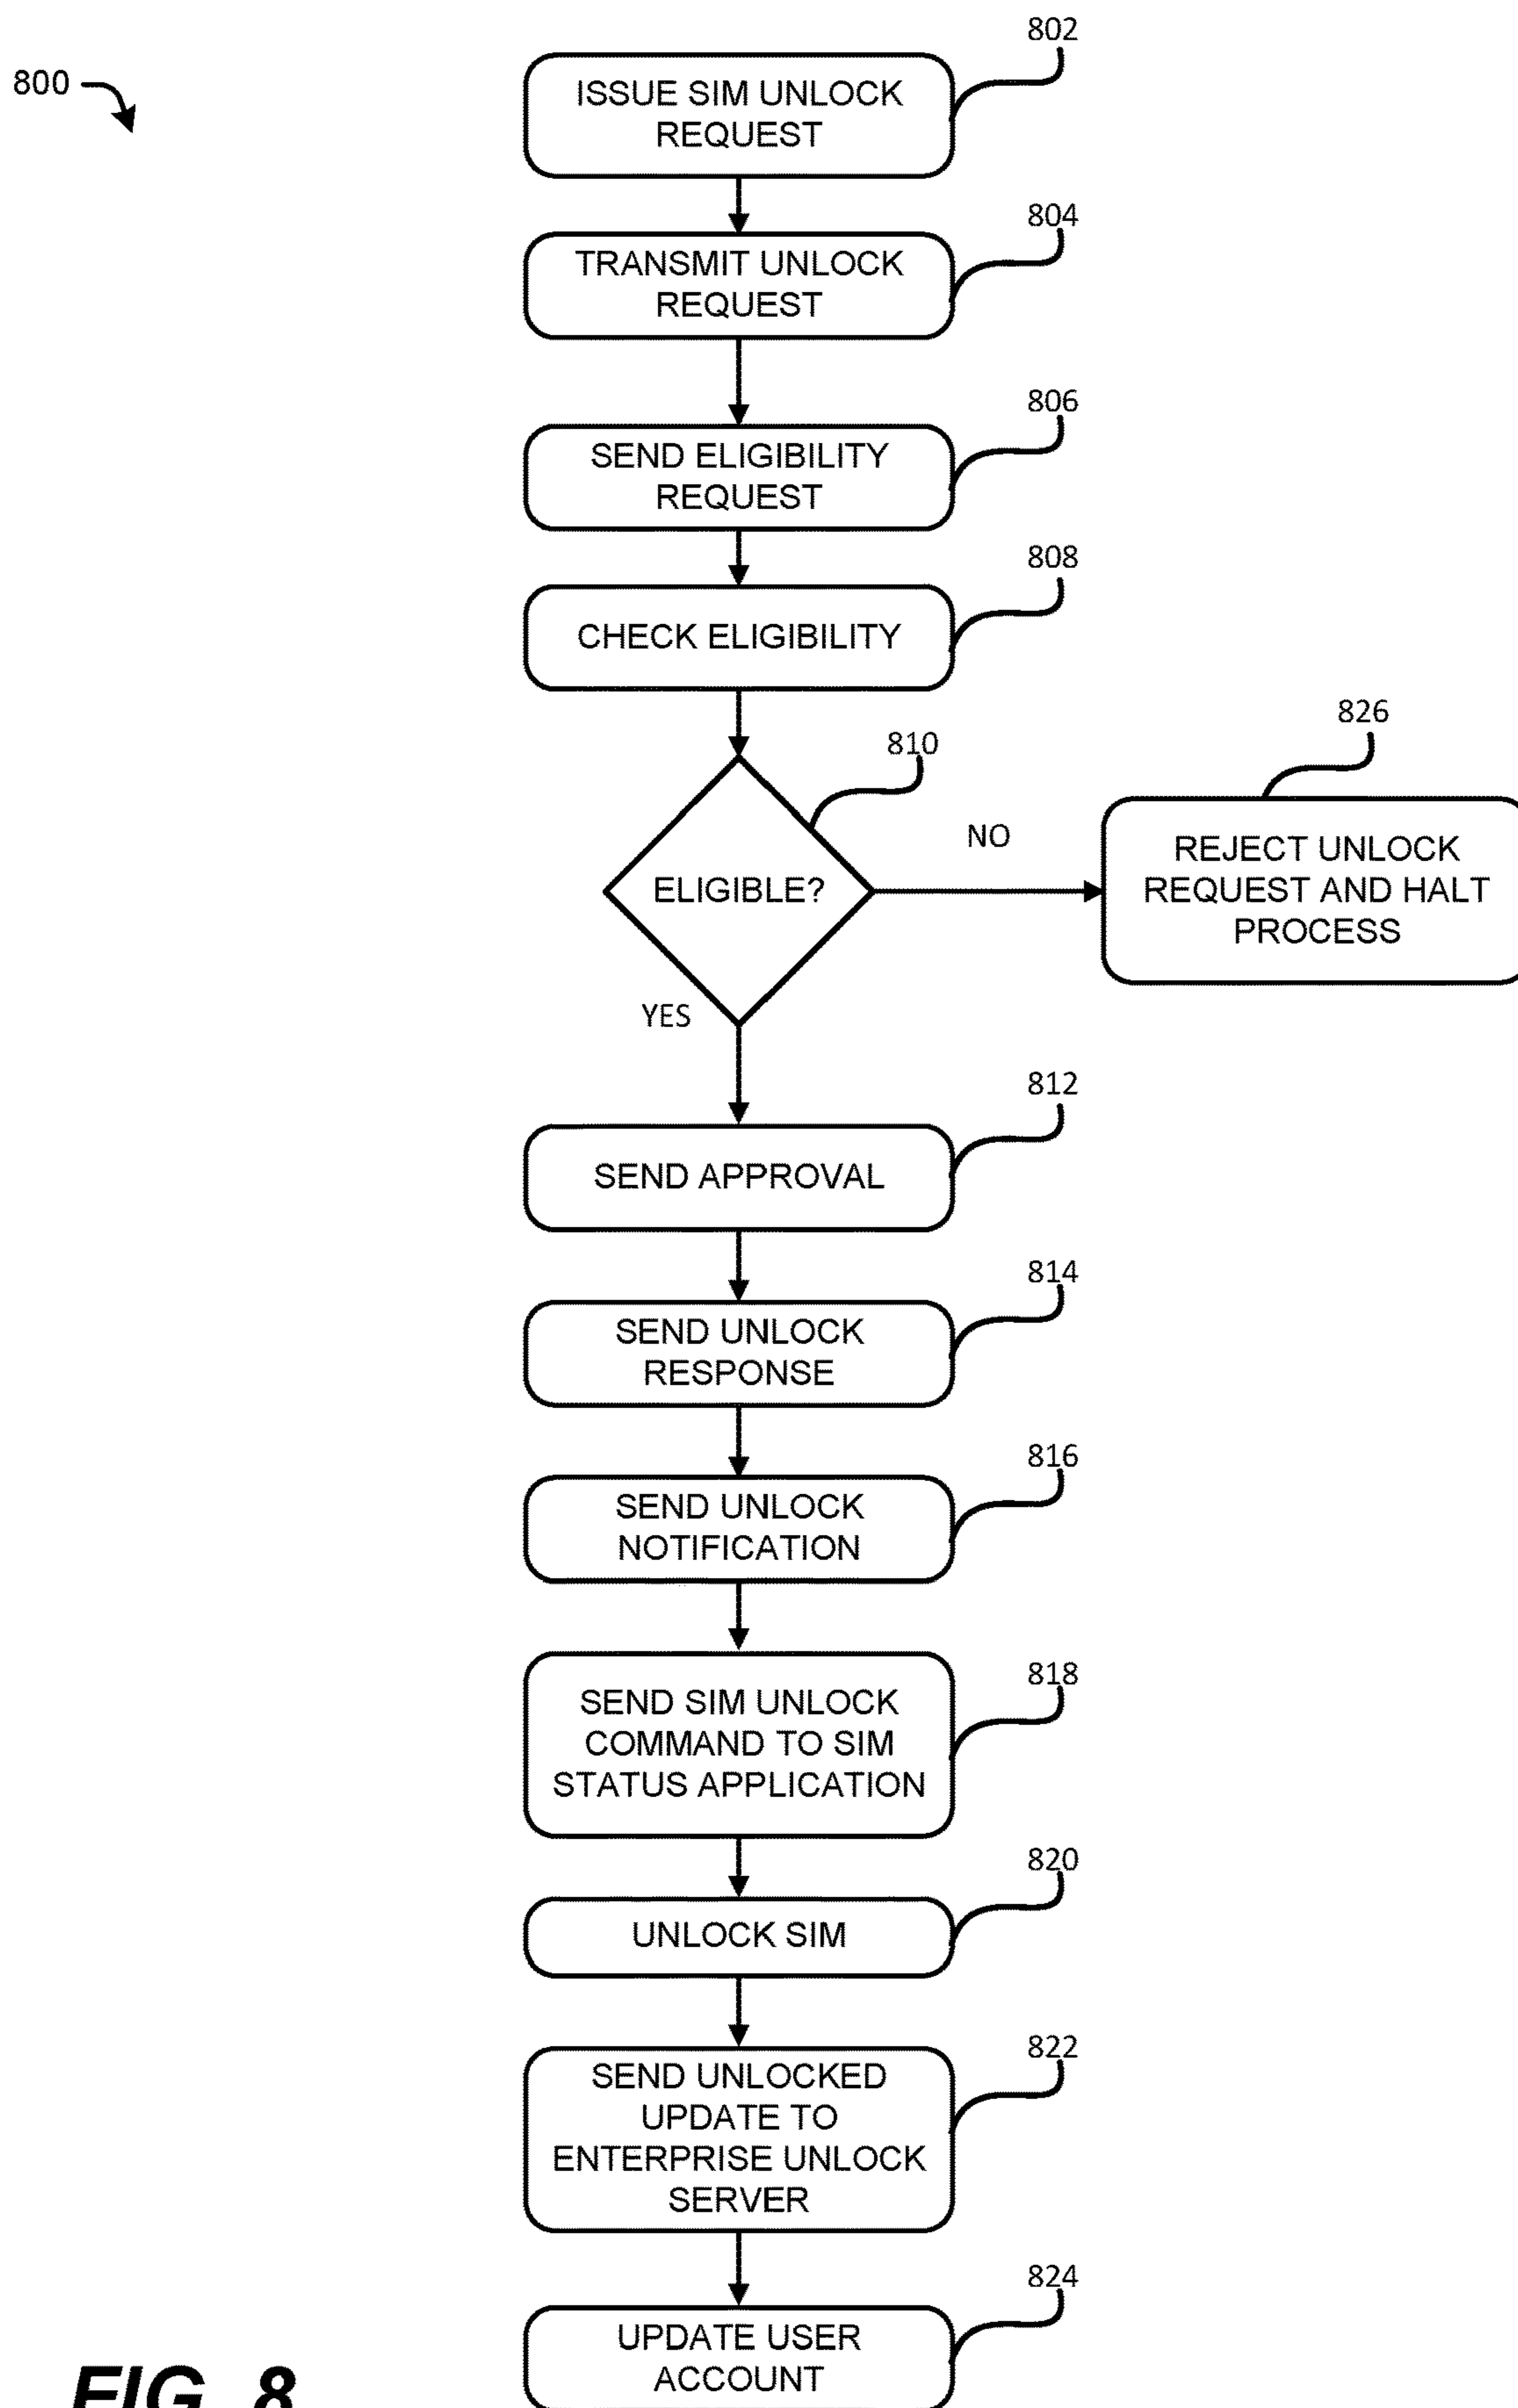 802
800
ISSUE SIM UNLOCK
REQUEST
804
TRANSMIT UNLOCK
REQUEST
806
SEND ELIGIBILITY
REQUEST
808
CHECK ELIGIBILITY
826
810
NO
REJECT UNLOCK
REQUEST AND HALT
PROCESS
ELIGIBLE?
YES
812
SEND APPROVAL
814
SEND UNLOCK
RESPONSE
816
SEND UNLOCK
NOTIFICATION
818
SEND SIM UNLOCK
COMMAND TO SIM
STATUS APPLICATION
820
UNLOCK SIM
822
SEND UNLOCKED
UPDATE TO
ENTERPRISE UNLOCK
SERVER
824
UPDATE USER
ACCOUNT
FIG. 8